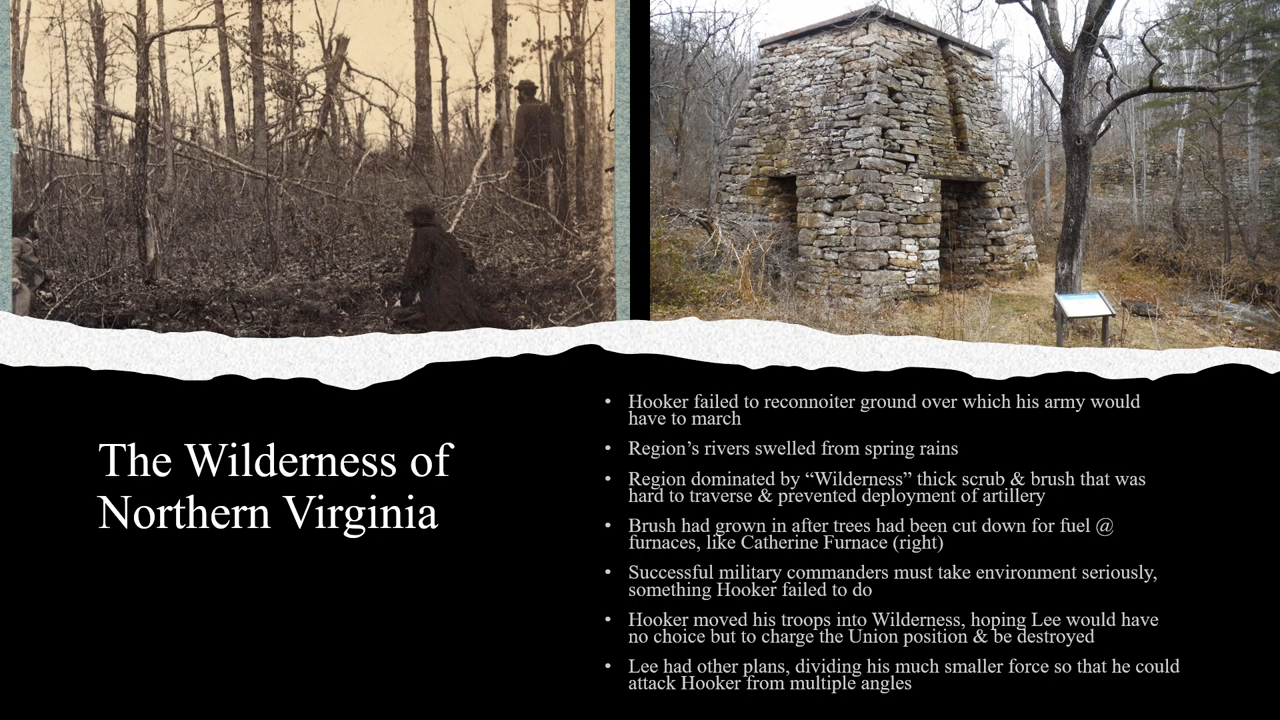 The Wilderness of
Northern Virginia
• Hooker failed to reconnoiter ground over which his army would
have to march
• Region’s rivers swelled from spring rains
• Region dominated by “Wilderness” thick scrub & brush that was
hard to traverse & prevented deployment of artillery
• Brush had grown in after trees had been cut down for fuel @
furnaces, like Catherine Furnace (right)
• Successful military commanders must take environment seriously,
something Hooker failed to do
• Hooker moved his troops into Wilderness, hoping Lee would have
no choice but to charge the Union position & be destroyed
• Lee had other plans, dividing his much smaller force so that he could
attack Hooker from multiple angles